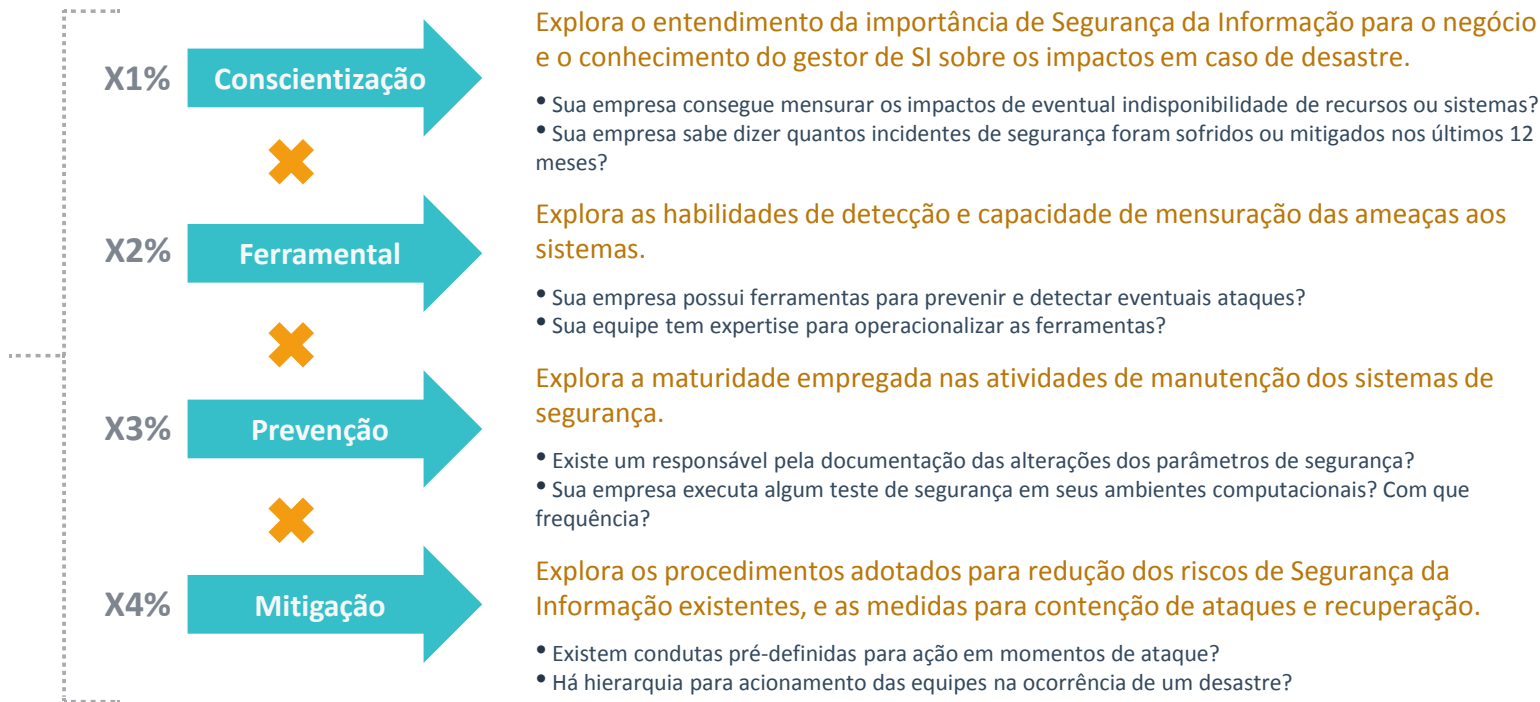 Explora o entendimento da importância de Segurança da Informação para o negócio
e o conhecimento do gestor de SI sobre os impactos em caso de desastre.
X1%
Conscientização
• Sua empresa consegue mensurar os impactos de eventual indisponibilidade de recursos ou sistemas?
• Sua empresa sabe dizer quantos incidentes de segurança foram sofridos ou mitigados nos últimos 12
meses?
Explora as habilidades de detecção e capacidade de mensuração das ameaças aos
sistemas.
X2%
Ferramental
• Sua empresa possui ferramentas para prevenir e detectar eventuais ataques?
• Sua equipe tem expertise para operacionalizar as ferramentas?
Explora a maturidade empregada nas atividades de manutenção dos sistemas de
segurança.
X3%
Prevenção
• Existe um responsável pela documentação das alterações dos parâmetros de segurança?
• Sua empresa executa algum teste de segurança em seus ambientes computacionais? Com que
frequência?
Explora os procedimentos adotados para redução dos riscos de Segurança da
Informação existentes, e as medidas para contenção de ataques e recuperação.
X4%
Mitigação
• Existem condutas pré-definidas para ação em momentos de ataque?
• Há hierarquia para acionamento das equipes na ocorrência de um desastre?